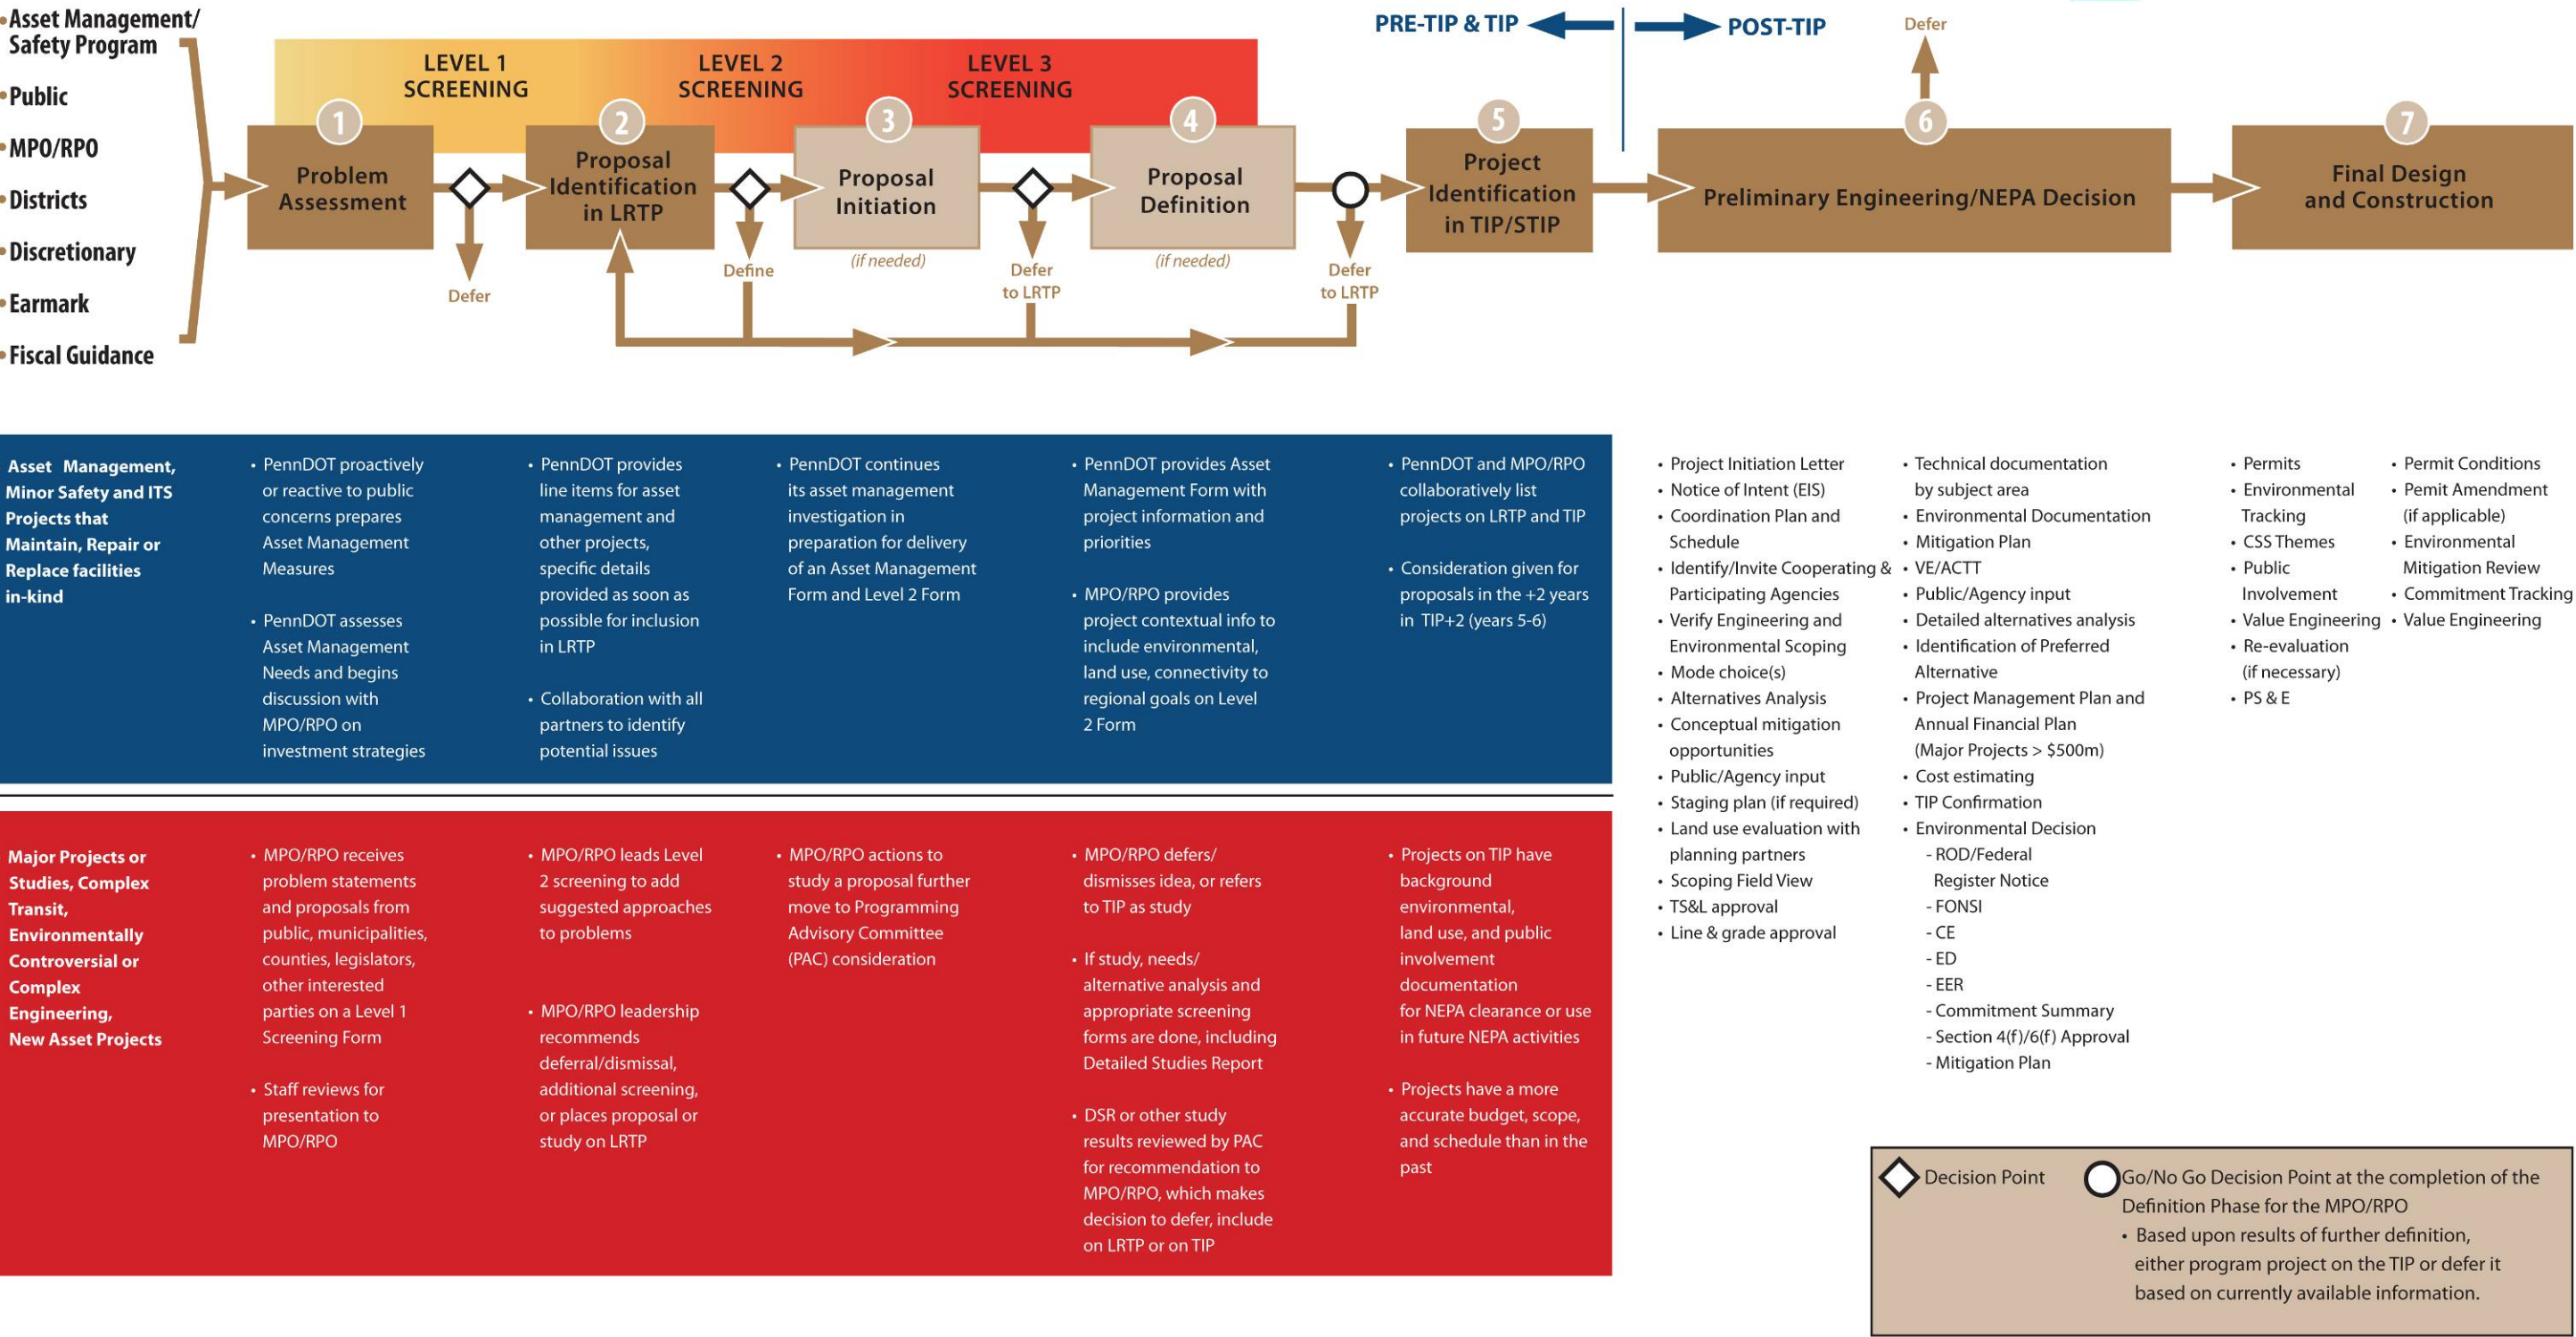 •Asset Management/
Safety Program
•Public
•MPO/RPO
•Districts
•Discretionary
•Earmark
•Fiscal Guidance
LEVEL 1
SCREENING
LEVEL 2
SCREENING
LEVEL 3
SCREENING
PRE-TIP & TIP
POST-TIP
1
Problem
Assessment
Defer
2
Proposal
Identification
in LRTP
Define
3
Proposal
Initiation
(if needed)
Defer
to LRTP
4
Proposal
Definition
(if needed)
Defer
to LRTP
5
Project
Identification
in TIP/STIP
Defer
6
Preliminary Engineering/NEPA Decision
7
Final Design
and Construction
Asset Management,
Minor Safety and ITS
Projects that
Maintain, Repair or
Replace facilities
in-kind
• PennDOT proactively
or reactive to public
concerns prepares
Asset Management
Measures
• PennDOT assesses
Asset Management
Needs and begins
discussion with
MPO/RPO on
investment strategies
• PennDOT provides
line items for asset
management and
other projects,
specific details
provided as soon as
possible for inclusion
in LRTP
• Collaboration with all
partners to identify
potential issues
• PennDOT continues
its asset management
investigation in
preparation for delivery
of an Asset Management
Form and Level 2 Form
• PennDOT provides Asset
Management Form with
project information and
priorities
• MPO/RPO provides
project contextual info to
include environmental,
land use, connectivity to
regional goals on Level
2 Form
• PennDOT and MPO/RPO
collaboratively list
projects on LRTP and TIP
• Consideration given for
proposals in the +2 years
in TIP+2 (years 5-6)
Major Projects or
Studies, Complex
Transit,
Environmentally
Controversial or
Complex
Engineering,
New Asset Projects
• MPO/RPO receives
problem statements
and proposals from
public, municipalities,
counties, legislators,
other interested
parties on a Level 1
Screening Form
• Staff reviews for
presentation to
MPO/RPO
• MPO/RPO leads Level
2 screening to add
suggested approaches
to problems
• MPO/RPO leadership
recommends
deferral/dismissal,
additional screening,
or places proposal or
study on LRTP
• MPO/RPO actions to
study a proposal further
move to Programming
Advisory Committee
(PAC) consideration
• MPO/RPO defers/
dismisses idea, or refers
to TIP as study
• If study, needs/
alternative analysis and
appropriate screening
forms are done, including
Detailed Studies Report
• DSR or other study
results reviewed by PAC
for recommendation to
MPO/RPO, which makes
decision to defer, include
on LRTP or on TIP
• Projects on TIP have
background
environmental,
land use, and public
involvement
documentation
for NEPA clearance or use
in future NEPA activities
• Projects have a more
accurate budget, scope,
and schedule than in the
past
• Project Initiation Letter
• Notice of Intent (EIS)
• Coordination Plan and
Schedule
• Identify/Invite Cooperating &
Participating Agencies
• Verify Engineering and
Environmental Scoping
• Mode choice(s)
• Alternatives Analysis
• Conceptual mitigation
opportunities
• Public/Agency input
• Staging plan (if required)
• Land use evaluation with
planning partners
• Scoping Field View
• TS&L approval
• Line & grade approval
• Technical documentation
by subject area
• Environmental Documentation
• Mitigation Plan
• VE/ACTT
• Public/Agency input
• Detailed alternatives analysis
• Identification of Preferred
Alternative
• Project Management Plan and
Annual Financial Plan
(Major Projects > $500m)
• Cost estimating
• TIP Confirmation
• Environmental Decision
- ROD/Federal
Register Notice
- FONSI
- CE
- ED
- EER
- Commitment Summary
- Section 4(f)/6(f) Approval
- Mitigation Plan
• Permits
• Environmental
Tracking
• CSS Themes
• Public
Involvement
• Value Engineering
• Re-evaluation
(if necessary)
• PS & E
• Permit Conditions
• Pemit Amendment
(if applicable)
• Environmental
Mitigation Review
• Commitment Tracking
• Value Engineering
Decision Point
Go/No Go Decision Point at the completion of the
Definition Phase for the MPO/RPO
• Based upon results of further definition,
either program project on the TIP or defer it
based on currently available information.